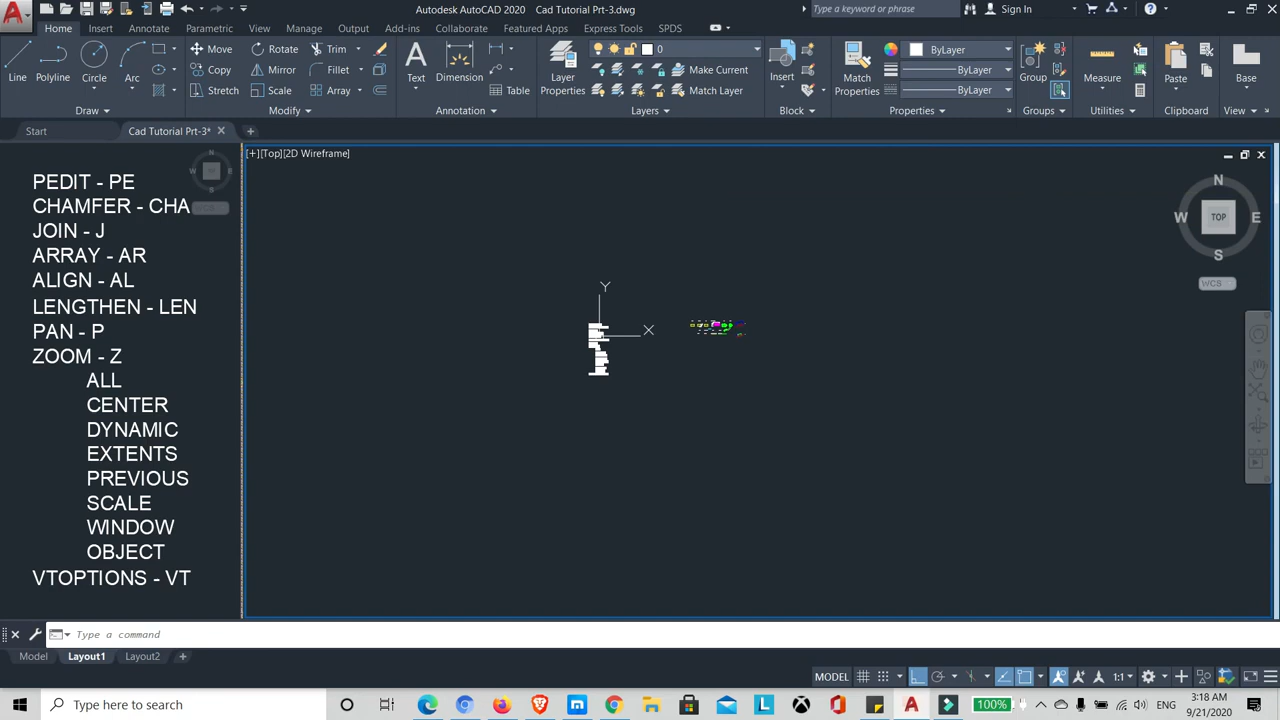 Autodesk AutoCAD 2020 Cad Tutorial Prt-3.dwg
Type a keyword or phrase
Sign In
Home Insert Annotate Parametric View Manage Output Add-ins Collaborate Featured Apps Express Tools SPDS
Line Polyline Circle Arc
Move Rotate Trim
Copy Mirror Fillet
Stretch Scale Array
Text Dimension Table
Layer Properties
0
Make Current
Match Layer
Insert
Match Properties
ByLayer
ByLayer
ByLayer
Group Measure Paste Base
Draw Modify Annotation Layers Block Properties Groups Utilities Clipboard View
Start Cad Tutorial Prt-3*
[+][Top][2D Wireframe]
PEDIT - PE
CHAMFER - CHA
JOIN - J
ARRAY - AR
ALIGN - AL
LENGTHEN - LEN
PAN - P
ZOOM - Z
ALL
CENTER
DYNAMIC
EXTENTS
PREVIOUS
SCALE
WINDOW
OBJECT
VTOPTIONS - VT
N
W E
S
WCS
Y
X
N
W TOP E
S
WCS
Type a command
Model Layout1 Layout2
MODEL
1:1
Type here to search
100%
ENG
3:18 AM
9/21/2020